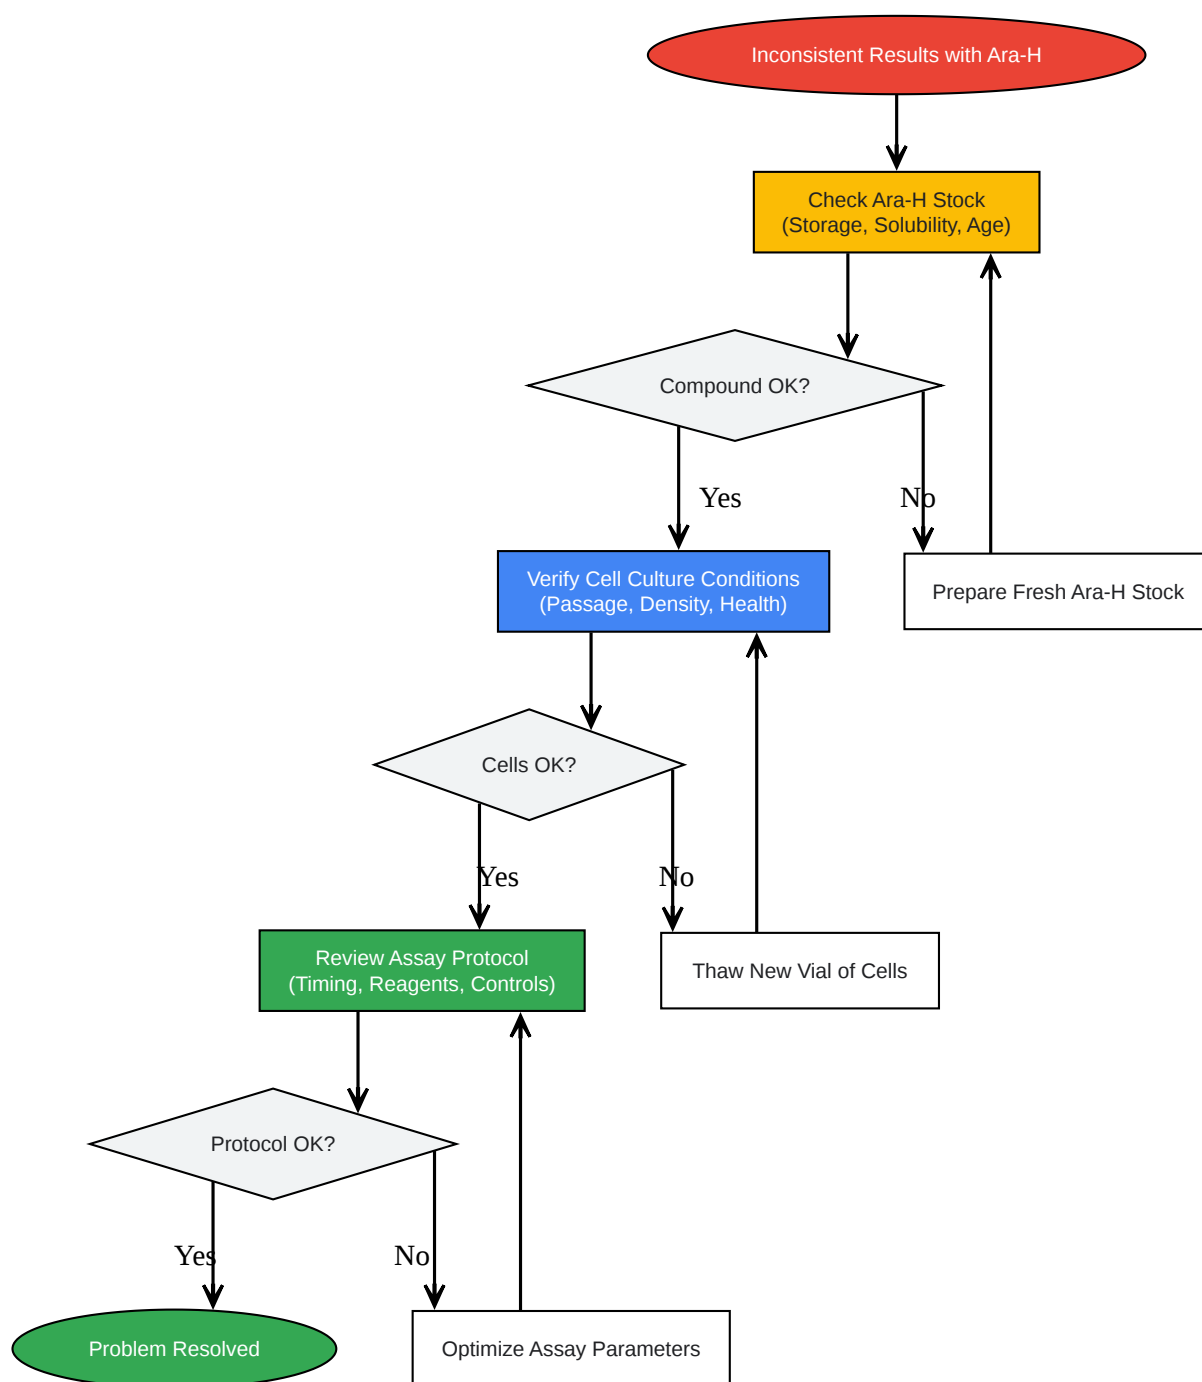 Inconsistent Results with Ara-H
Check Ara-H Stock
(Storage, Solubility, Age)
Compound OK?
Yes
No
Verify Cell Culture Conditions
(Passage, Density, Health)
Prepare Fresh Ara-H Stock
Cells OK?
Yes
No
Review Assay Protocol
(Timing, Reagents, Controls)
Thaw New Vial of Cells
Protocol OK?
Yes
No
Problem Resolved
Optimize Assay Parameters